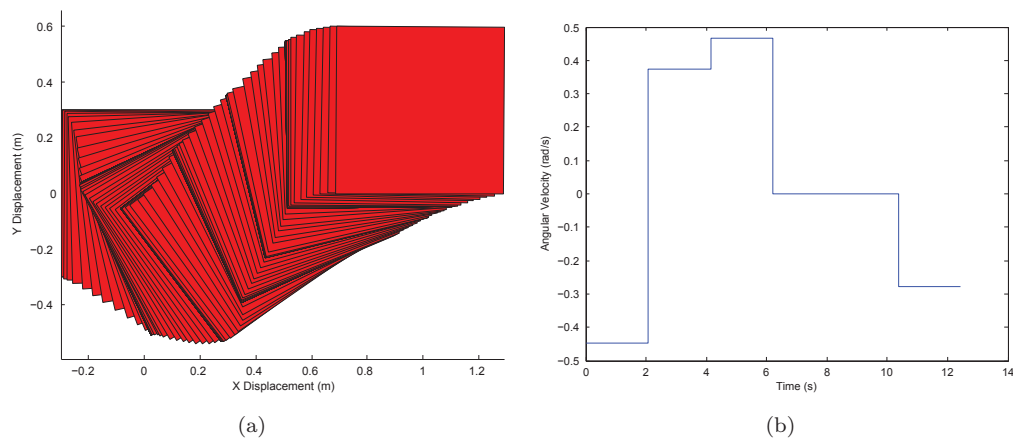 0.6
0.4
0.2
0
−0.2
−0.4
Y Displacement (m)
−0.2 0 0.2 0.4 0.6 0.8 1 1.2
X Displacement (m)
(a)
0.5
0.4
0.3
0.2
0.1
0
−0.1
−0.2
−0.3
−0.4
−0.5
Angular Velocity (rad/s)
0 2 4 6 8 10 12 14
Time (s)
(b)